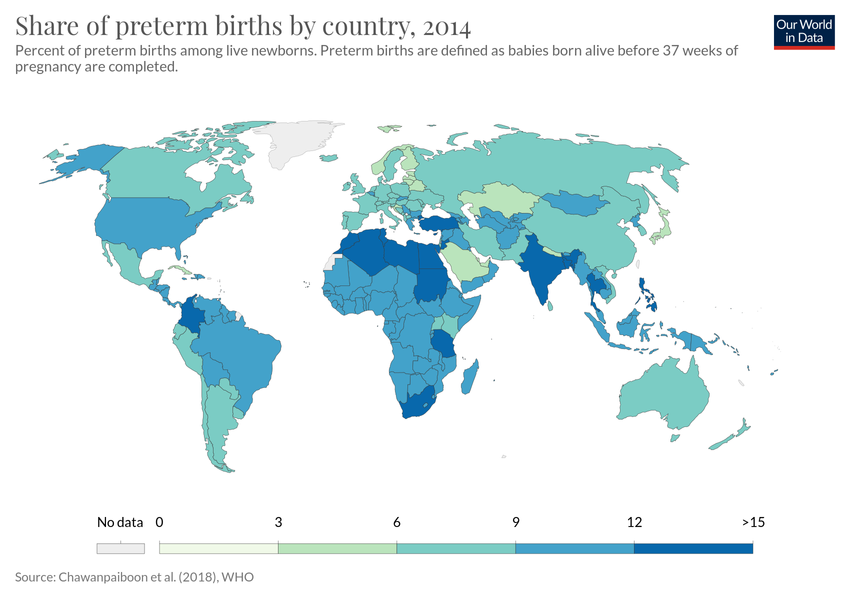 Share of preterm births by country, 2014
Percent of preterm births among live newborns. Preterm births are defined as babies born alive before 37 weeks of
pregnancy are completed.
Our World
in Data
No data 0 3 6 9 12 >15
Source: Chawanpaiboon et al. (2018), WHO